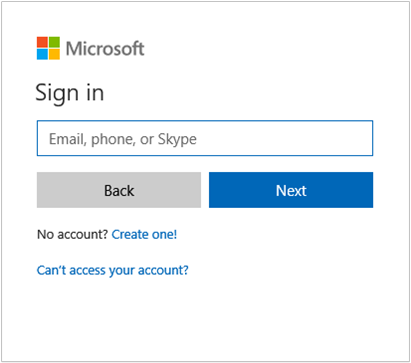 Microsoft
Sign in
Email, phone, or Skype
Back Next
No account? Create one!
Can't access your account?